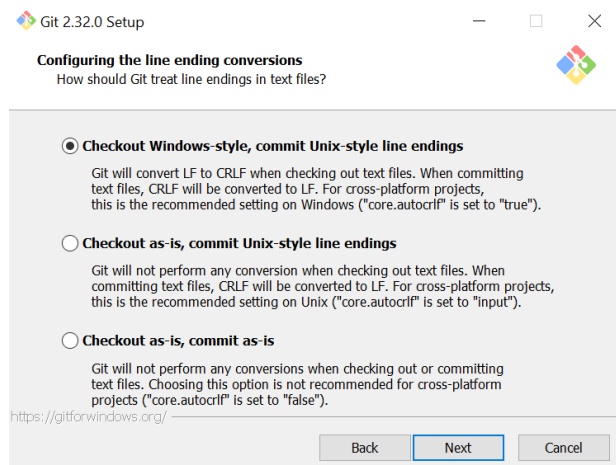 Git 2.32.0 Setup
Configuring the line ending conversions
How should Git treat line endings in text files?
Checkout Windows-style, commit Unix-style line endings
Git will convert LF to CRLF when checking out text files. When committing
text files, CRLF will be converted to LF. For cross-platform projects,
this is the recommended setting on Windows ("core.autocrlf" is set to "true").
Checkout as-is, commit Unix-style line endings
Git will not perform any conversion when checking out text files. When
committing text files, CRLF will be converted to LF. For cross-platform projects,
this is the recommended setting on Unix ("core.autocrlf" is set to "input").
Checkout as-is, commit as-is
Git will not perform any conversions when checking out or committing
text files. Choosing this option is not recommended for cross-platform
projects ("core.autocrlf" is set to "false").
https://gitforwindows.org/
Back Next Cancel